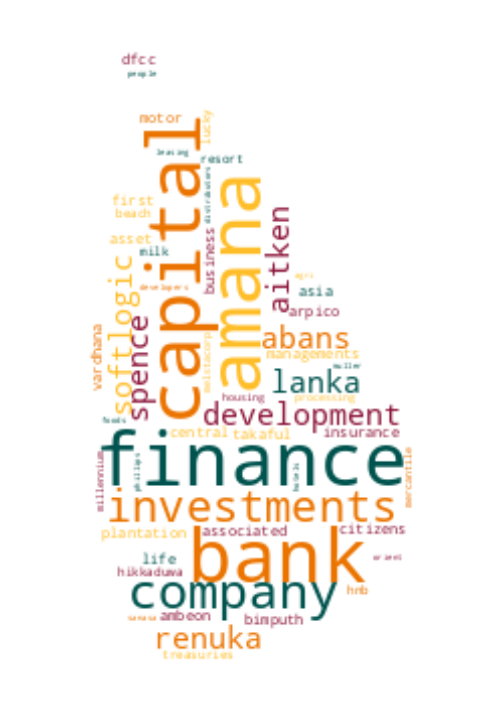 dfcc
people
motor
lucky
capital
leasing
resort
distributors
amana
first
beach
business
aitken
asset
milk
softlogic
developers
agri
asia
arpico
spence
vardhana
abans
managements
muller
lanka
housing
processing
foods
development
central
takaful
insurance
finance
millennium
phillips
hotels
mercantile
investments
plantation
associated
citizens
bank
life
hikkaduwa
orient
company
hnb
sanasa
ambeon
bimputh
renuka
treasuries